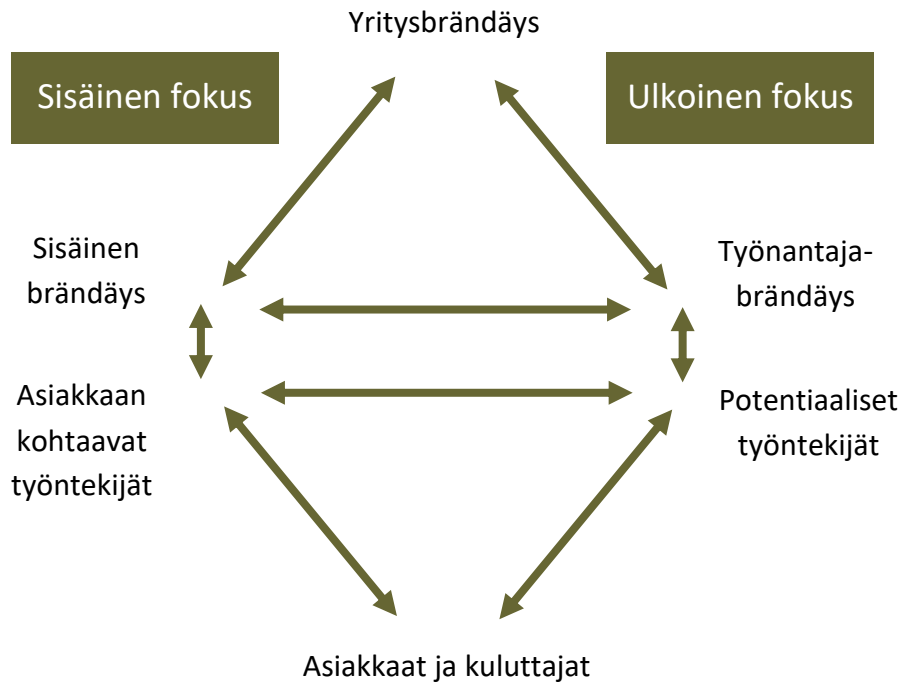 Yritysbrändäys
Sisäinen fokus
Ulkoinen fokus
Sisäinen
brändäys
Työnantaja-
brändäys
Asiakkaan
kohtaavat
työntekijät
Potentiaaliset
työntekijät
Asiakkaat ja kuluttajat